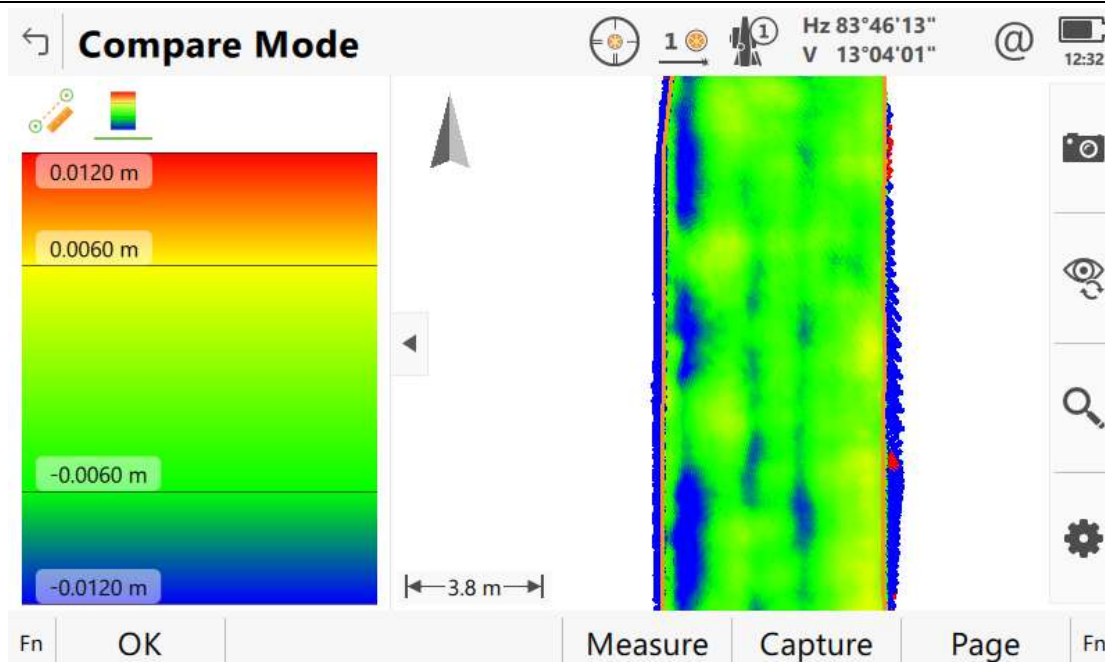 Compare Mode
1
1
Hz 83°46'13"
V 13°04'01"
@
12:32
0.0120 m
0.0060 m
-0.0060 m
-0.0120 m
3.8 m
Fn
OK
Measure
Capture
Page
Fn